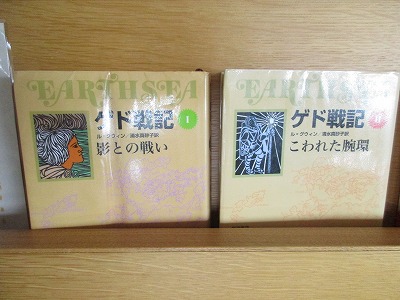 EARTHSEA
ゲド戦記 I
ル・グウィン 清水真砂子訳
影との戦い
EARTHSEA
ゲド戦記 II
ル・グウィン 清水真砂子訳
こわれた腕環